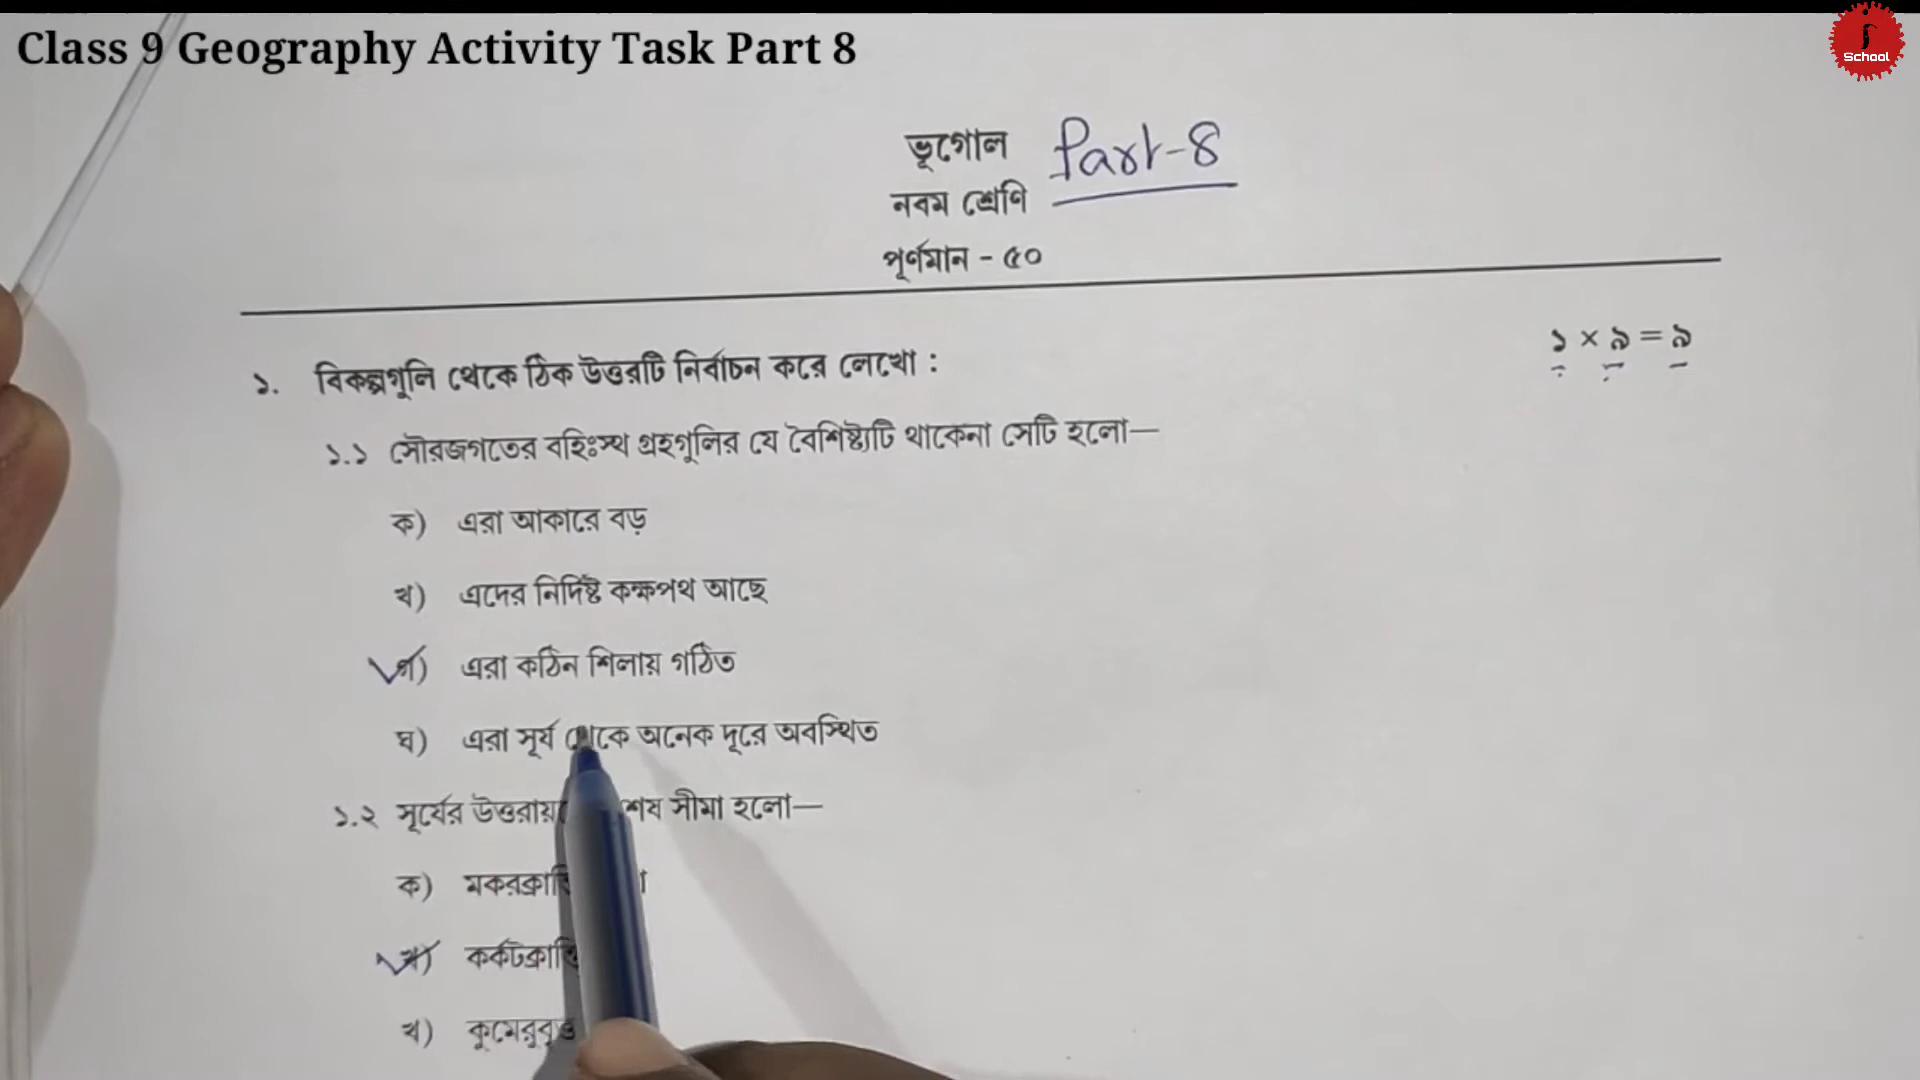 Class 9 Geography Activity Task Part 8
School
ভূগোল Part-8
নবম শ্রেণি
পূর্ণমান - ৫০
১ × ৯ = ৯
১. বিকল্পগুলি থেকে ঠিক উত্তরটি নির্বাচন করে লেখো :
১.১ সৌরজগতের বহিঃস্থ গ্রহগুলির যে বৈশিষ্ট্যটি থাকেনা সেটি হলো—
ক) এরা আকারে বড়
খ) এদের নির্দিষ্ট কক্ষপথ আছে
গ) এরা কঠিন শিলায় গঠিত
ঘ) এরা সূর্য থেকে অনেক দূরে অবস্থিত
১.২ সূর্যের সীমা হলো—
ক)
খ)
খ)